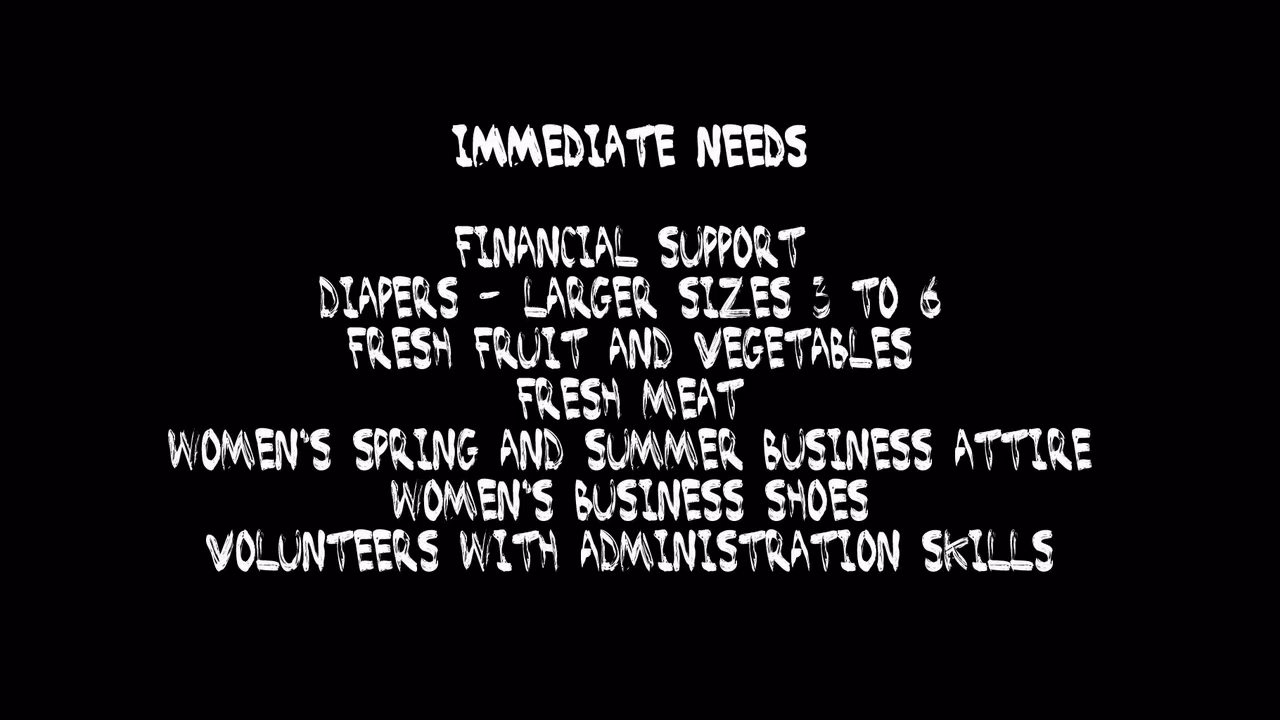 IMMEDIATE NEEDS
FINANCIAL SUPPORT
DIAPERS - LARGER SIZES 3 TO 6
FRESH FRUIT AND VEGETABLES
FRESH MEAT
WOMEN'S SPRING AND SUMMER BUSINESS ATTIRE
WOMEN'S BUSINESS SHOES
VOLUNTEERS WITH ADMINISTRATION SKILLS